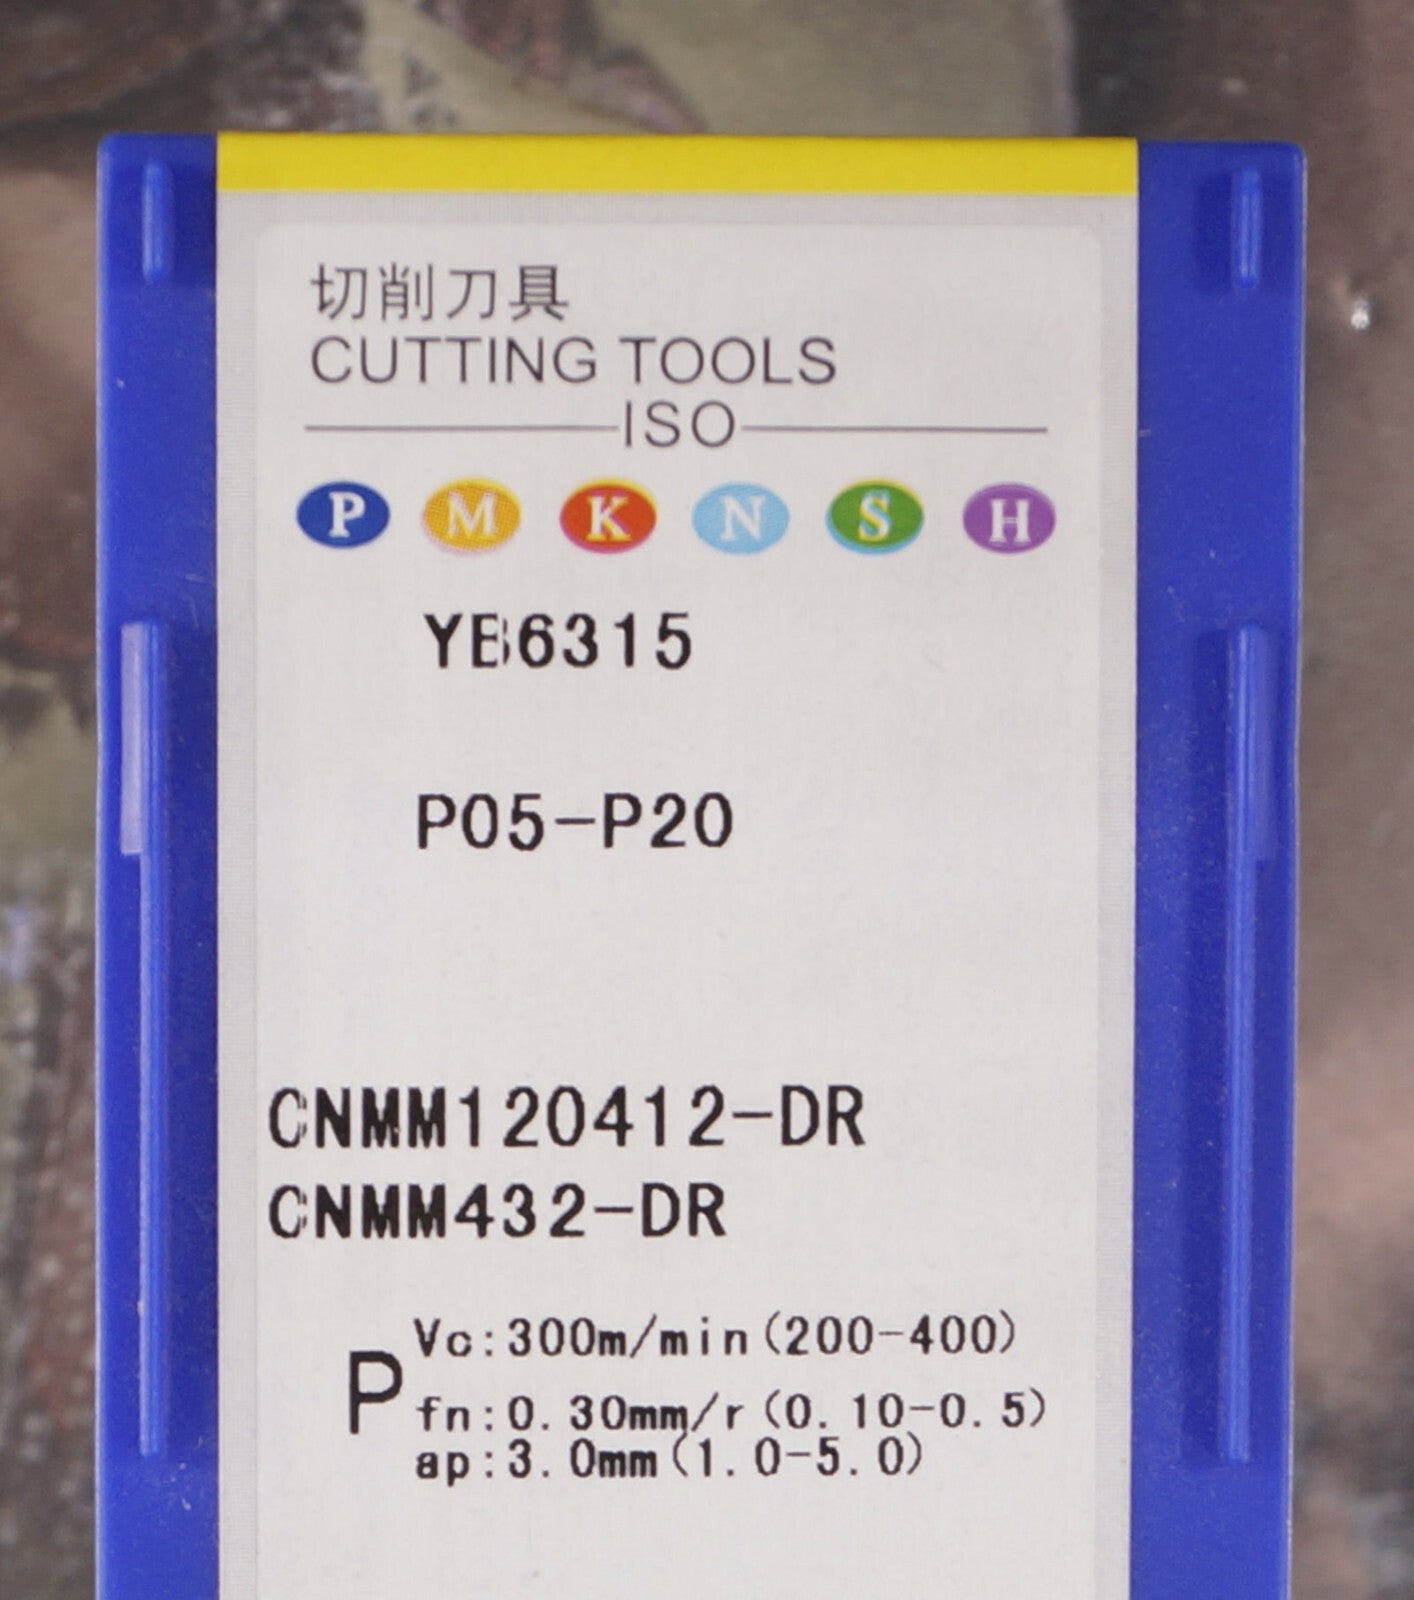 切削刀具
CUTTING TOOLS
ISO
P M K N S H
YB6315
P05-P20
CNMM120412-DR
CNMM432-DR
P
Vc:300m/min(200-400)
fn:0.30mm/r(0.10-0.5)
ap:3.0mm(1.0-5.0)